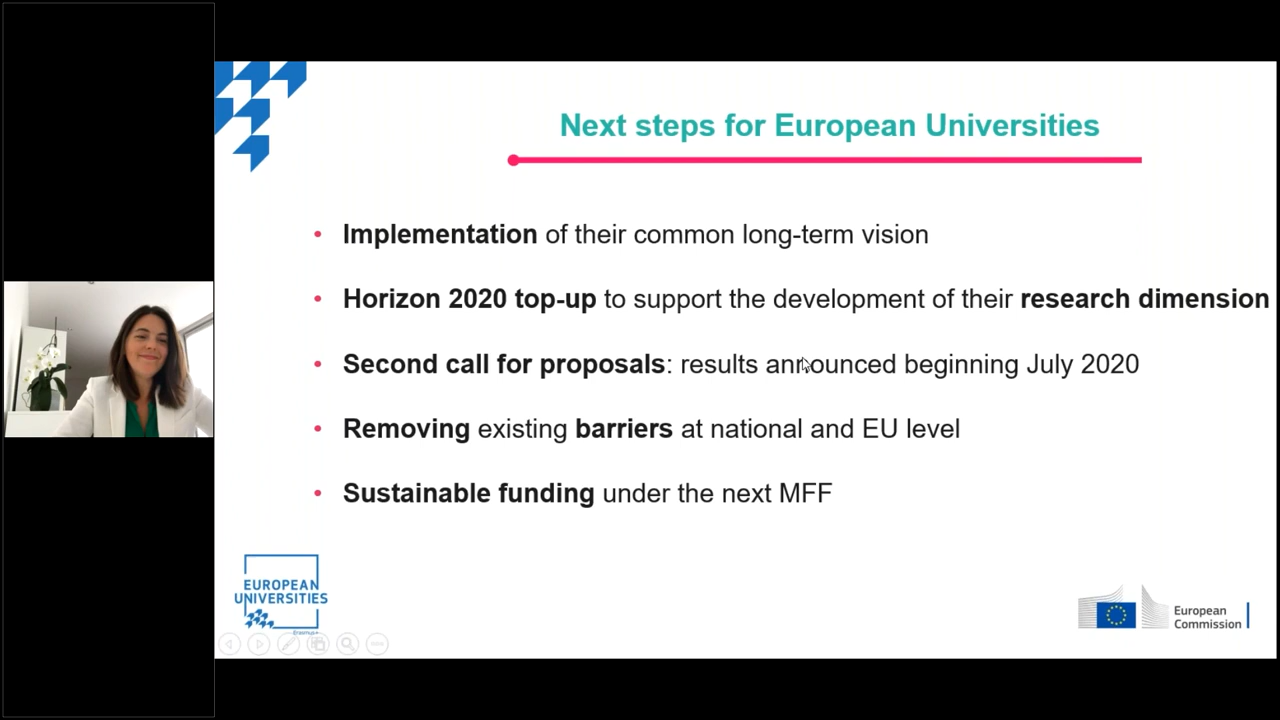 Next steps for European Universities
• Implementation of their common long-term vision
• Horizon 2020 top-up to support the development of their research dimension
• Second call for proposals: results announced beginning July 2020
• Removing existing barriers at national and EU level
• Sustainable funding under the next MFF
EUROPEAN
UNIVERSITIES
Erasmus+
European
Commission